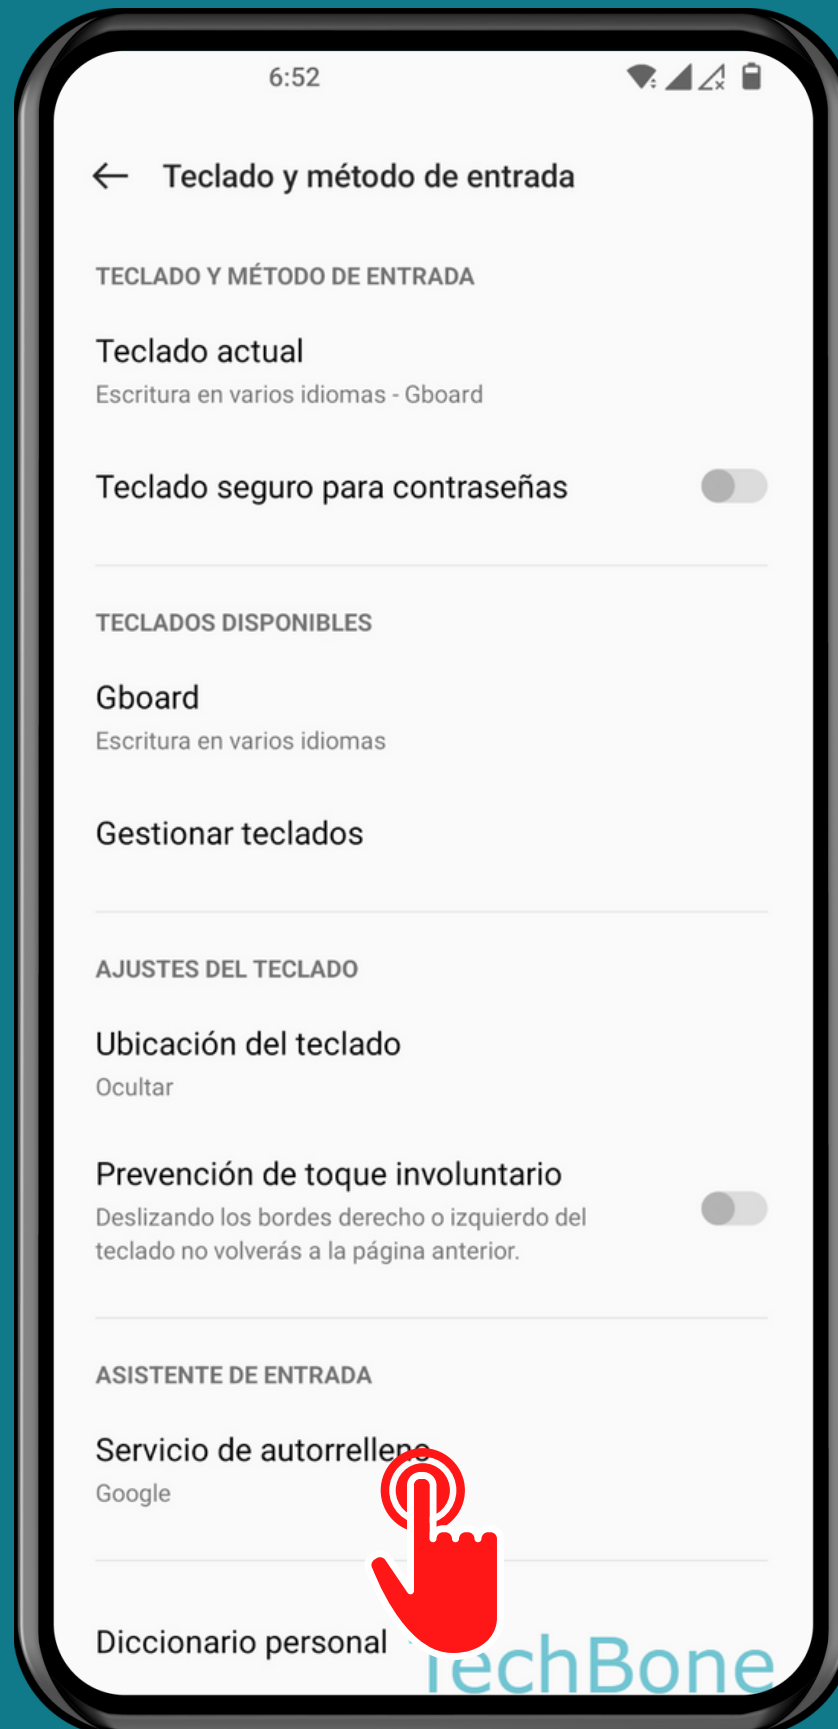 6:52
Teclado y método de entrada
TECLADO Y MÉTODO DE ENTRADA
Teclado actual
Escritura en varios idiomas - Gboard
Teclado seguro para contraseñas
TECLADOS DISPONIBLES
Gboard
Escritura en varios idiomas
Gestionar teclados
AJUSTES DEL TECLADO
Ubicación del teclado
Ocultar
Prevención de toque involuntario
Deslizando los bordes derecho o izquierdo del
teclado no volverás a la página anterior.
ASISTENTE DE ENTRADA
Servicio de autorrelleno
Google
Diccionario personal
TechBone